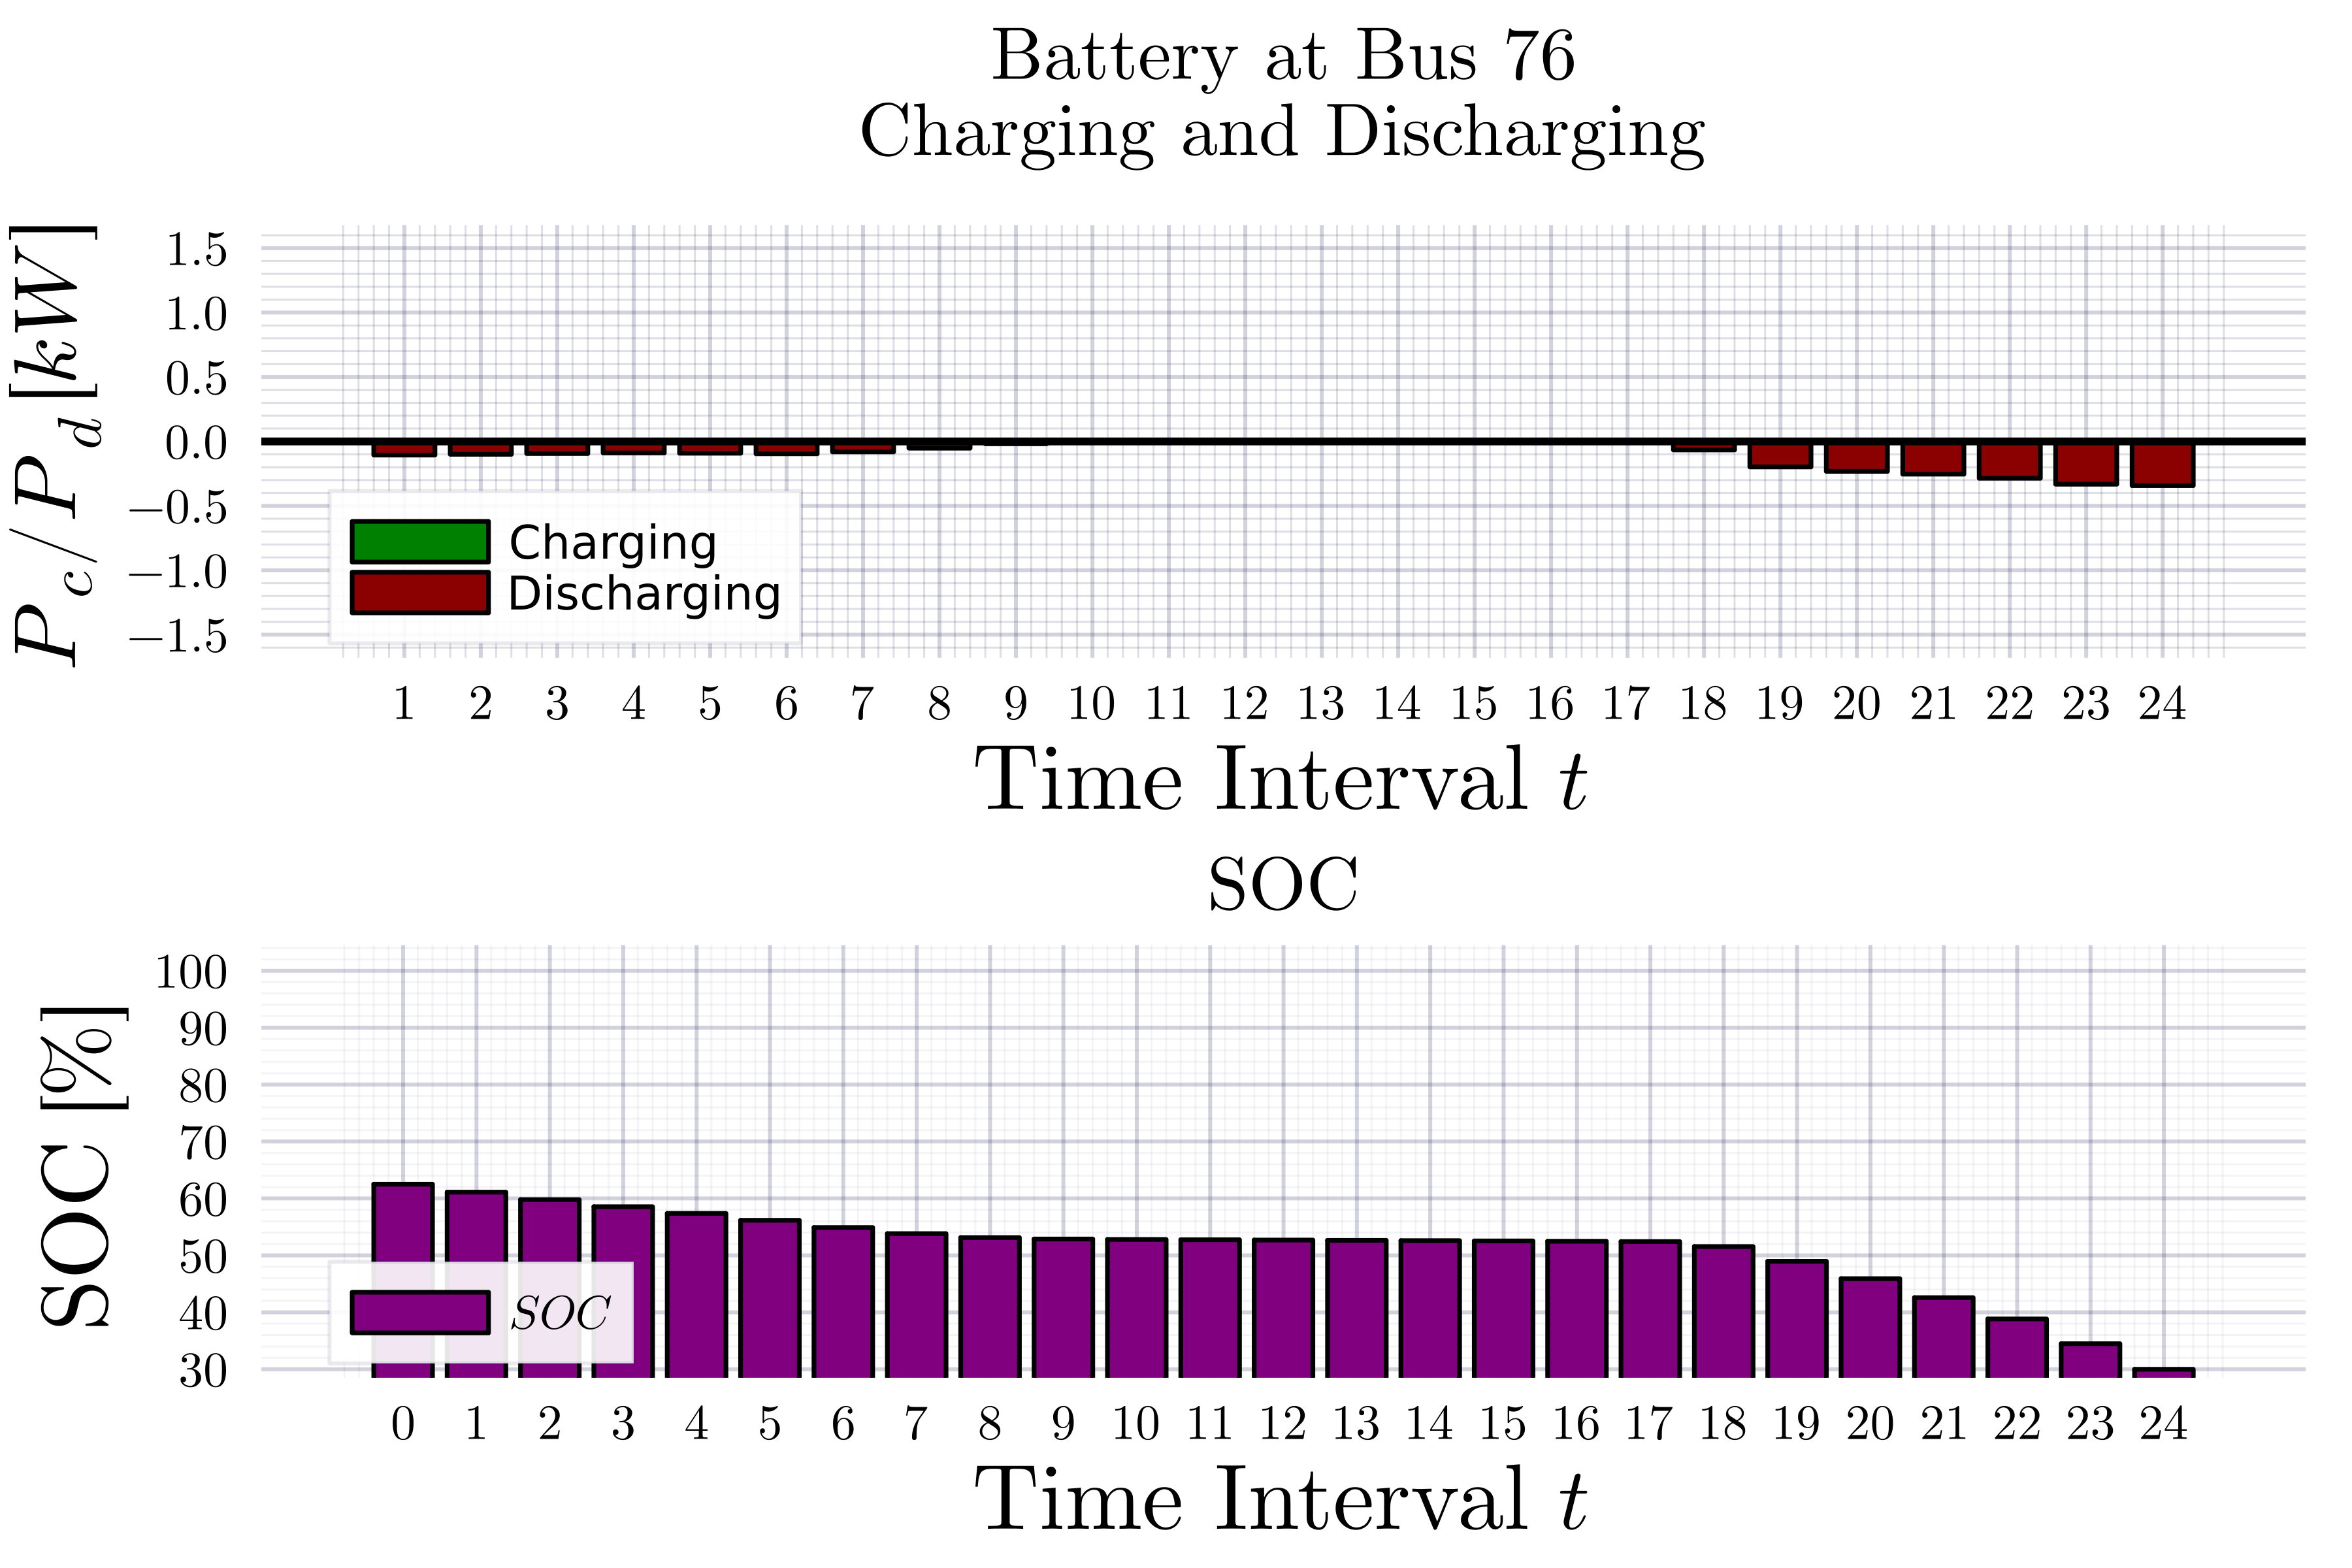 Battery at Bus 76
Charging and Discharging
P_c/P_d [kW]
1.5
1.0
0.5
0.0
−0.5
−1.0
−1.5
Charging
Discharging
1 2 3 4 5 6 7 8 9 10 11 12 13 14 15 16 17 18 19 20 21 22 23 24
Time Interval t
SOC
SOC [%]
100
90
80
70
60
50
40
30
SOC
0 1 2 3 4 5 6 7 8 9 10 11 12 13 14 15 16 17 18 19 20 21 22 23 24
Time Interval t